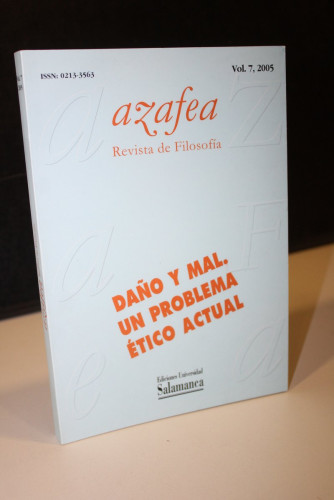 ISSN: 0213-3563
Vol. 7, 2005
azafea
Revista de Filosofía
a Z
a F
a
e a
DAÑO Y MAL.
UN PROBLEMA
ÉTICO ACTUAL
Ediciones Universidad
Salamanca